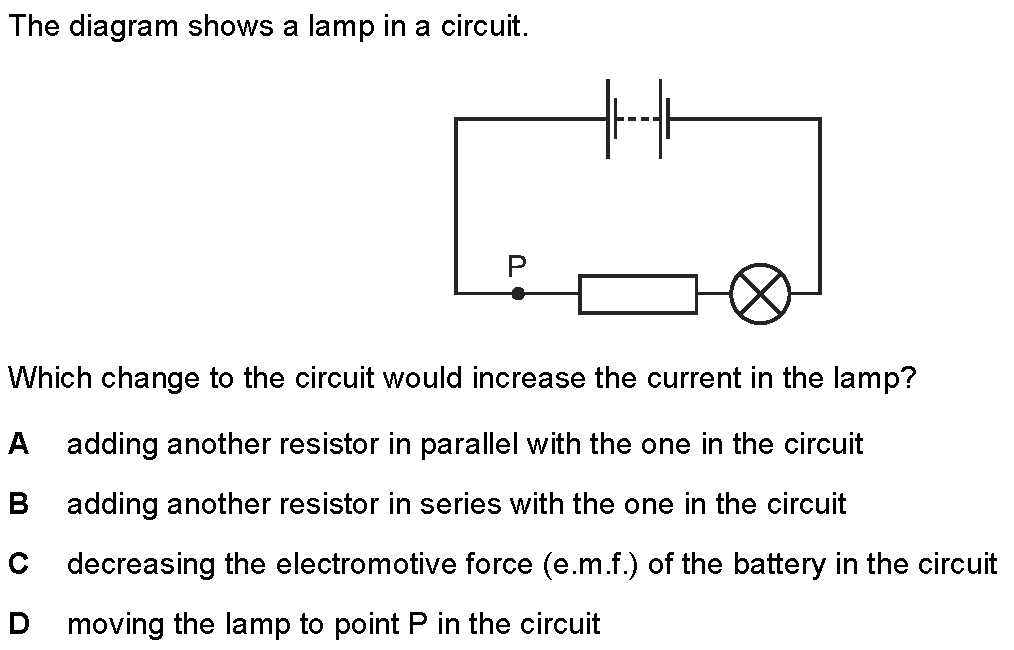 The diagram shows a lamp in a circuit.
P
Which change to the circuit would increase the current in the lamp?
A adding another resistor in parallel with the one in the circuit
B adding another resistor in series with the one in the circuit
C decreasing the electromotive force (e.m.f.) of the battery in the circuit
D moving the lamp to point P in the circuit